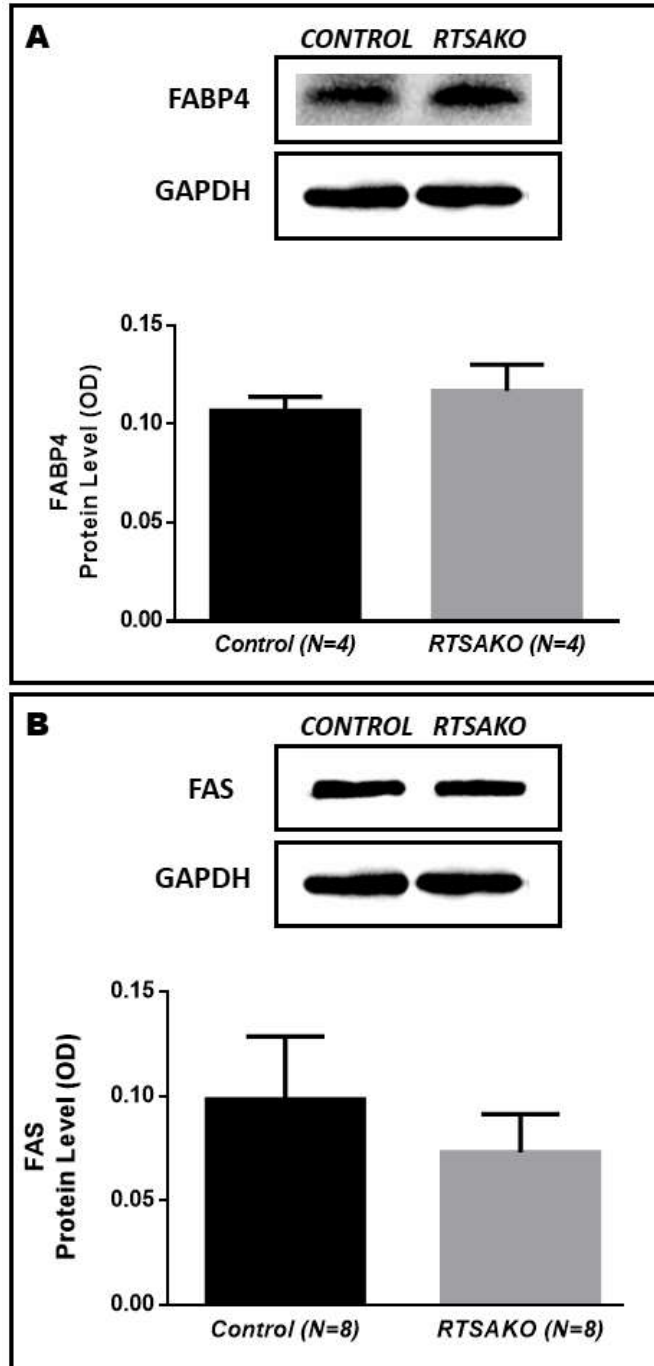 A
CONTROL RTSAKO
FABP4
GAPDH
0.15
0.10
0.05
0.00
FABP4
Protein Level (OD)
Control (N=4) RTSAKO (N=4)
B
CONTROL RTSAKO
FAS
GAPDH
0.15
0.10
0.05
0.00
FAS
Protein Level (OD)
Control (N=8) RTSAKO (N=8)